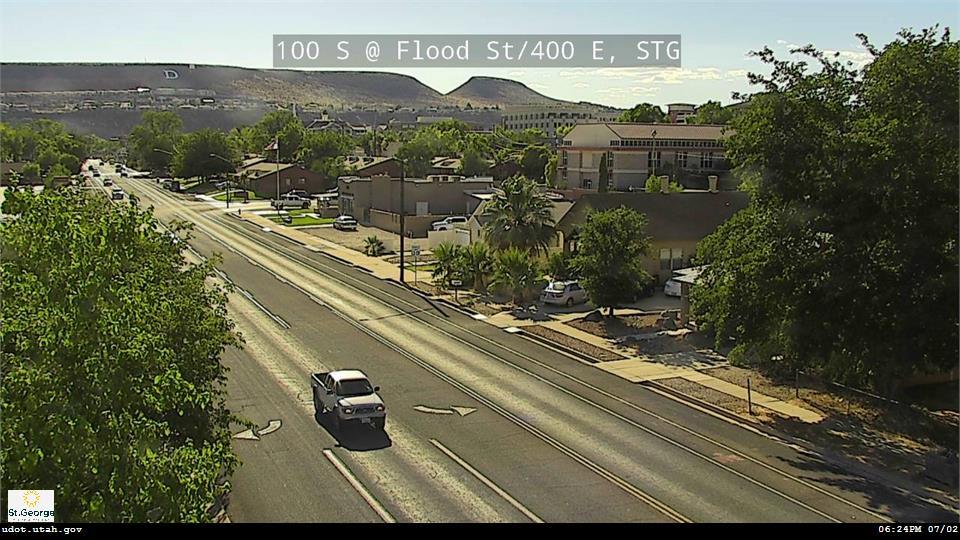 100 S @ Flood St/400 E, STG
D
St.George
udot.utah.gov
06:24PM 07/02